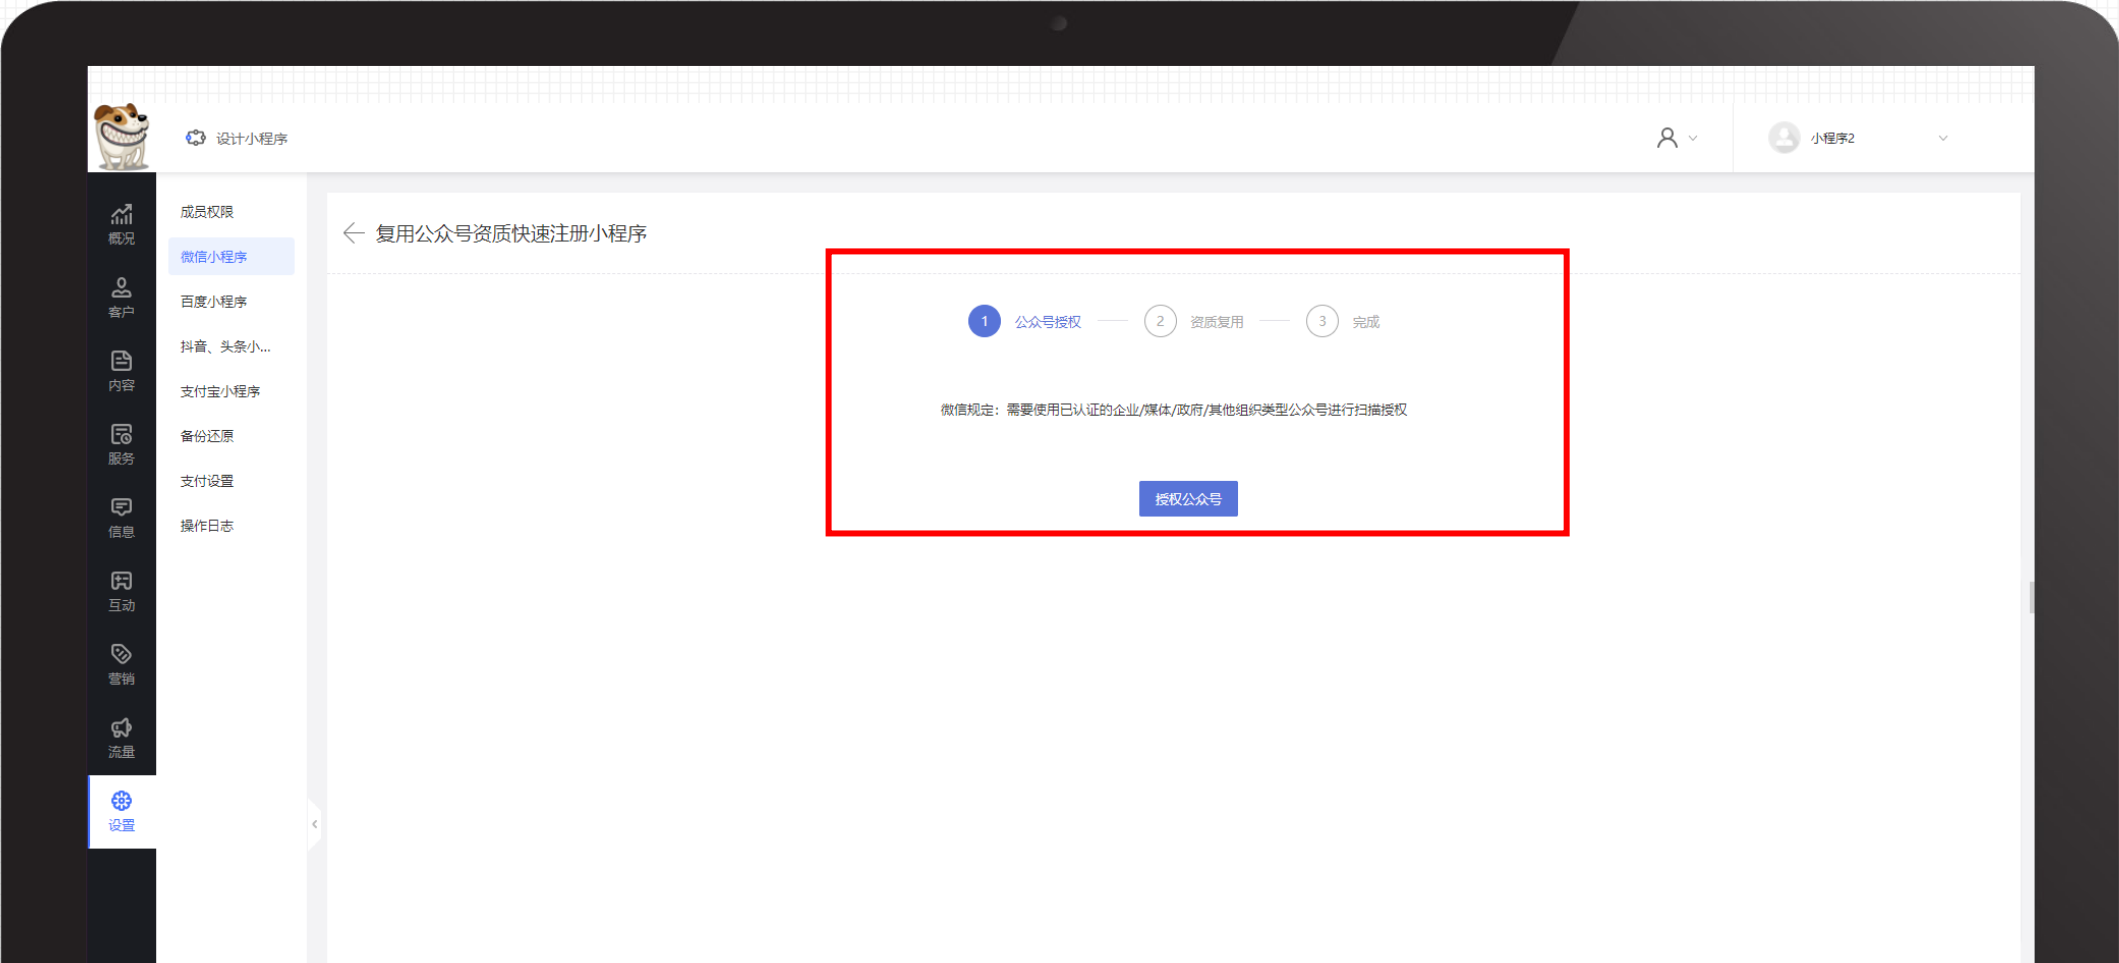 设计小程序
小程序2
概况
客户
内容
服务
信息
互动
营销
流量
设置
成员权限
微信小程序
百度小程序
抖音、头条小...
支付宝小程序
备份还原
支付设置
操作日志
复用公众号资质快速注册小程序
1 公众号授权 2 资质复用 3 完成
微信规定：需要使用已认证的企业/媒体/政府/其他组织类型公众号进行扫描授权
授权公众号